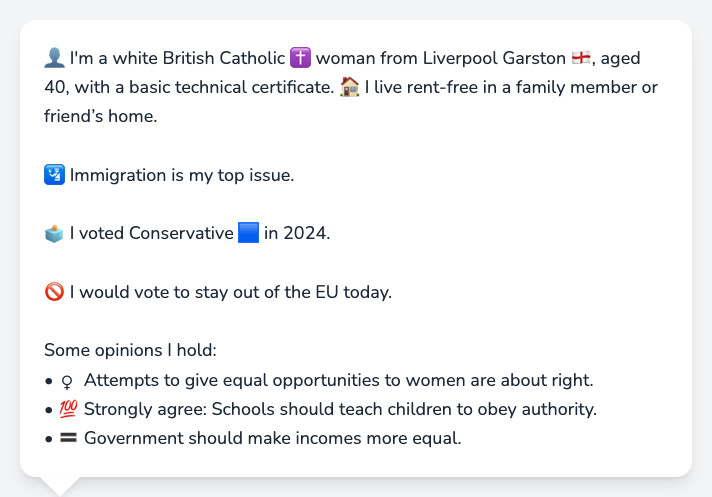 👤 I'm a white British Catholic ✝️ woman from Liverpool Garston 🏴󠁧󠁢󠁥󠁮󠁧󠁿, aged
40, with a basic technical certificate. 🏠 I live rent-free in a family member or
friend’s home.
🛂 Immigration is my top issue.
🗳️ I voted Conservative 🟦 in 2024.
🚫 I would vote to stay out of the EU today.
Some opinions I hold:
• ♀ Attempts to give equal opportunities to women are about right.
• 💯 Strongly agree: Schools should teach children to obey authority.
• 🟰 Government should make incomes more equal.